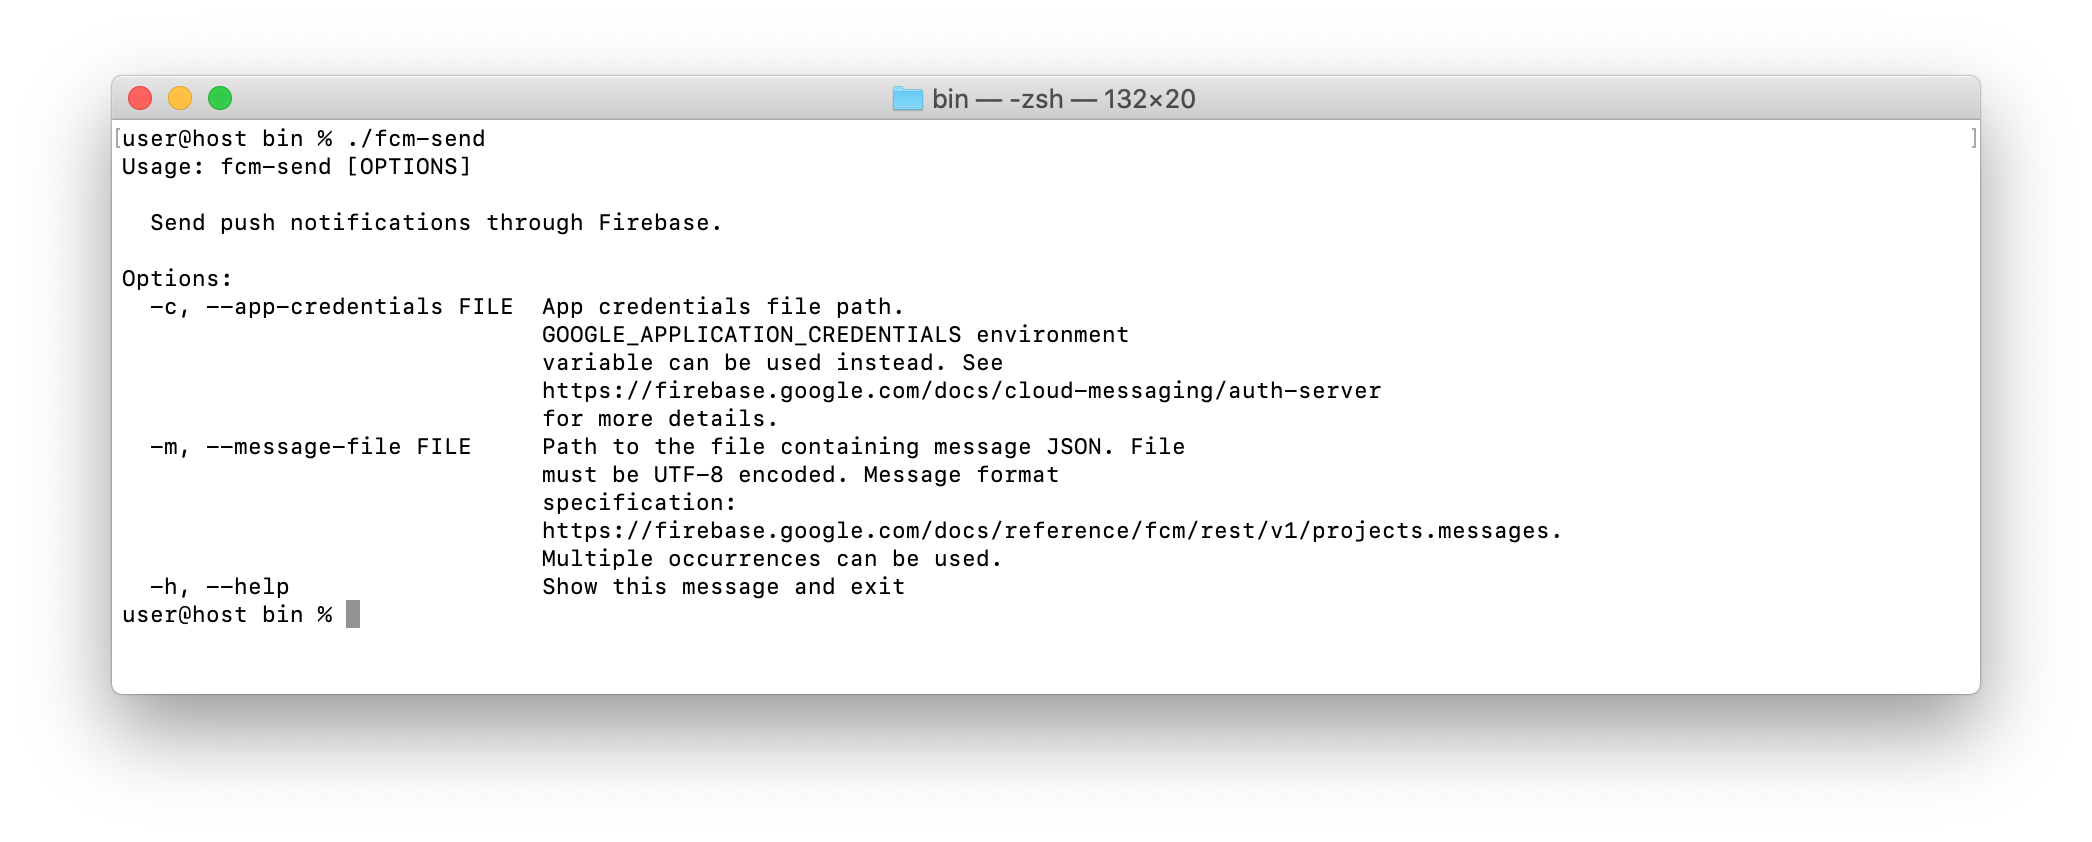 bin — -zsh — 132×20
[user@host bin % ./fcm-send ]
Usage: fcm-send [OPTIONS]
Send push notifications through Firebase.
Options:
-c, --app-credentials FILE  App credentials file path.
GOOGLE_APPLICATION_CREDENTIALS environment
variable can be used instead. See
https://firebase.google.com/docs/cloud-messaging/auth-server
for more details.
-m, --message-file FILE     Path to the file containing message JSON. File
must be UTF-8 encoded. Message format
specification:
https://firebase.google.com/docs/reference/fcm/rest/v1/projects.messages.
Multiple occurrences can be used.
-h, --help                  Show this message and exit
user@host bin %